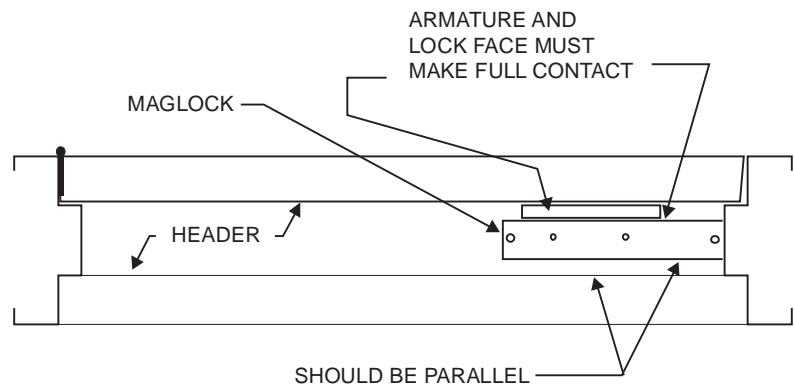 ARMATURE AND
LOCK FACE MUST
MAKE FULL CONTACT
MAGLOCK
HEADER
SHOULD BE PARALLEL